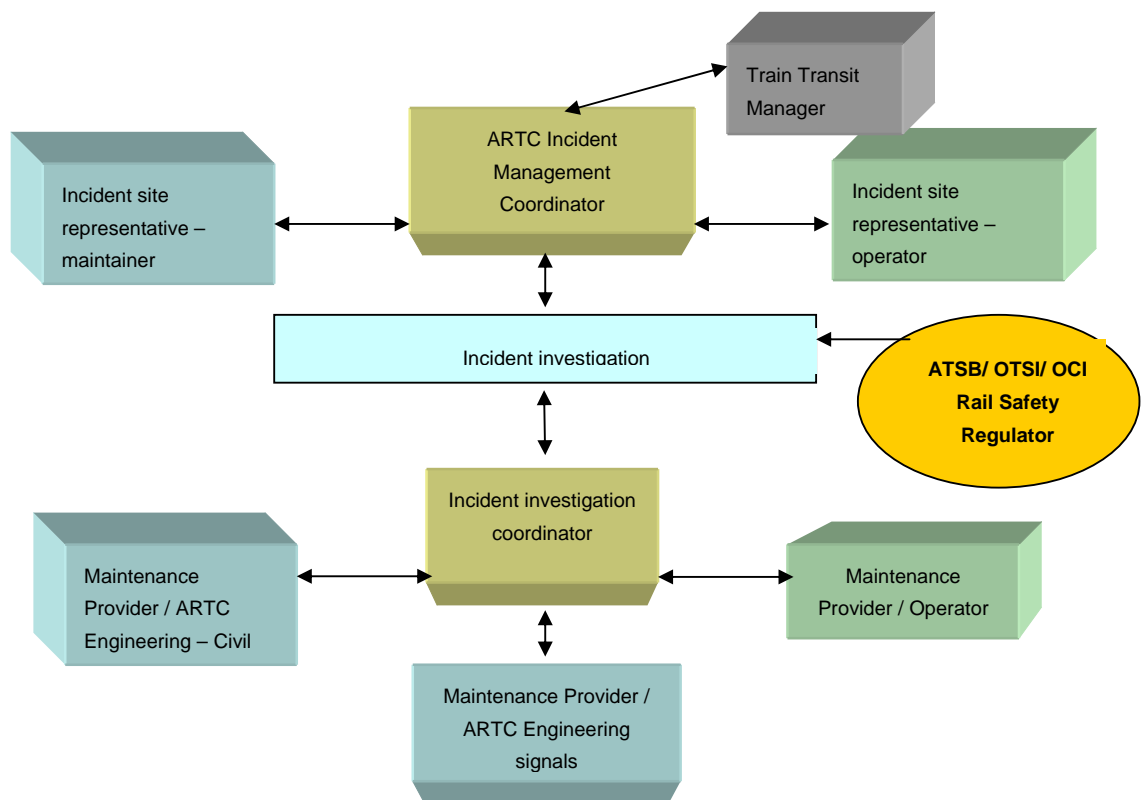 Train Transit
Manager
ARTC Incident
Management
Coordinator
Incident site
representative –
maintainer
Incident site
representative –
operator
Incident investigation
ATSB/ OTSI/ OCI
Rail Safety
Regulator
Incident investigation
coordinator
Maintenance
Provider / ARTC
Engineering – Civil
Maintenance
Provider / Operator
Maintenance Provider /
ARTC Engineering
signals